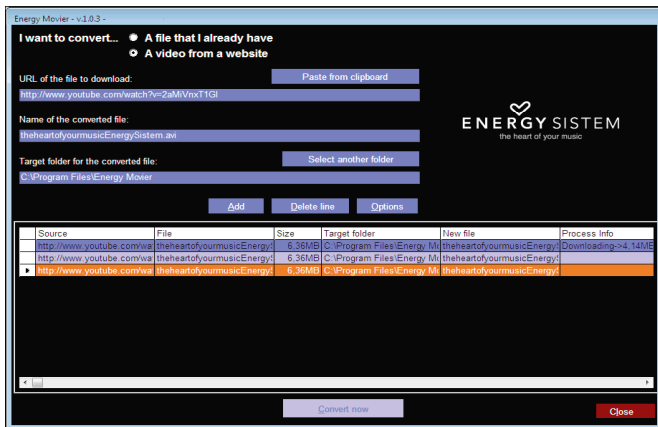 Energy Movier - v.1.0.3 -
I want to convert... A file that I already have
A video from a website
URL of the file to download: Paste from clipboard
http://www.youtube.com/watch?v=2aMiVnxT1GI
Name of the converted file:
theheartofyourmusicEnergySistem.avi
ENERGY SISTEM
the heart of your music
Target folder for the converted file: Select another folder
C:\Program Files\Energy Movier
Add Delete line Options
Source File Size Target folder New file Process Info
http://www.youtube.com/wa theheartofyourmusicEnergyS 6,36MB C:\Program Files\Energy Mo theheartofyourmusicEnergyS Downloading->4,14MB
http://www.youtube.com/wa theheartofyourmusicEnergyS 6,36MB C:\Program Files\Energy Mo theheartofyourmusicEnergyS
http://www.youtube.com/wa theheartofyourmusicEnergyS 6,36MB C:\Program Files\Energy Mo theheartofyourmusicEnergyS
Convert now
Close